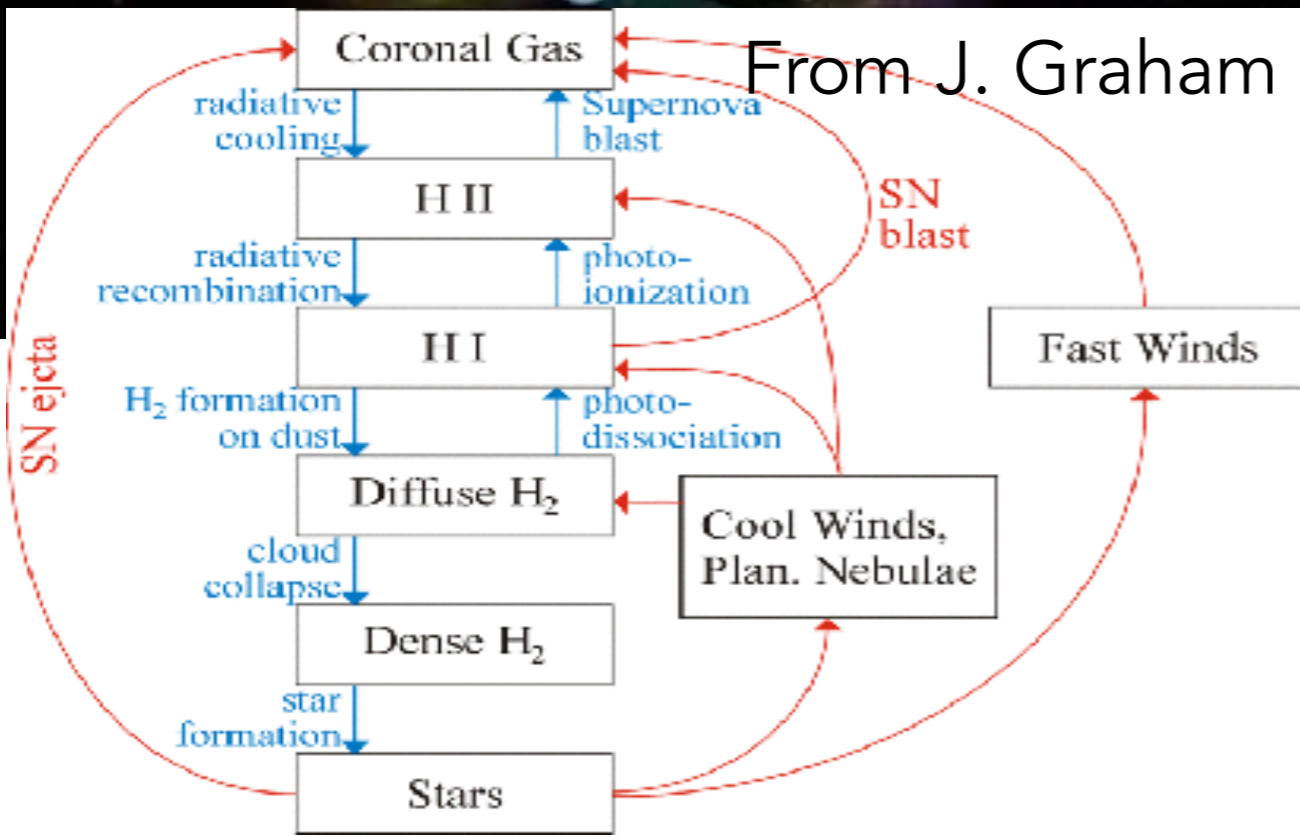 From J. Graham
Coronal Gas
radiative
cooling
Supernova
blast
H II
SN
blast
radiative
recombination
photo-
ionization
H I
Fast Winds
SN ejcta
H₂ formation
on dust
photo-
dissociation
Diffuse H₂
Cool Winds,
Plan. Nebulae
cloud
collapse
Dense H₂
star
formation
Stars